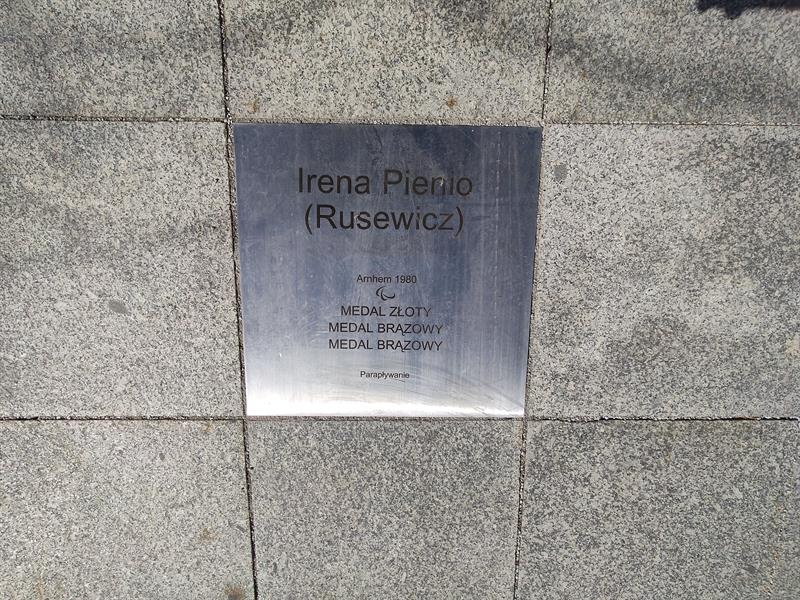 Irena Pienio
(Rusewicz)
Arnhem 1980
MEDAL ZŁOTY
MEDAL BRĄZOWY
MEDAL BRĄZOWY
Parapływanie